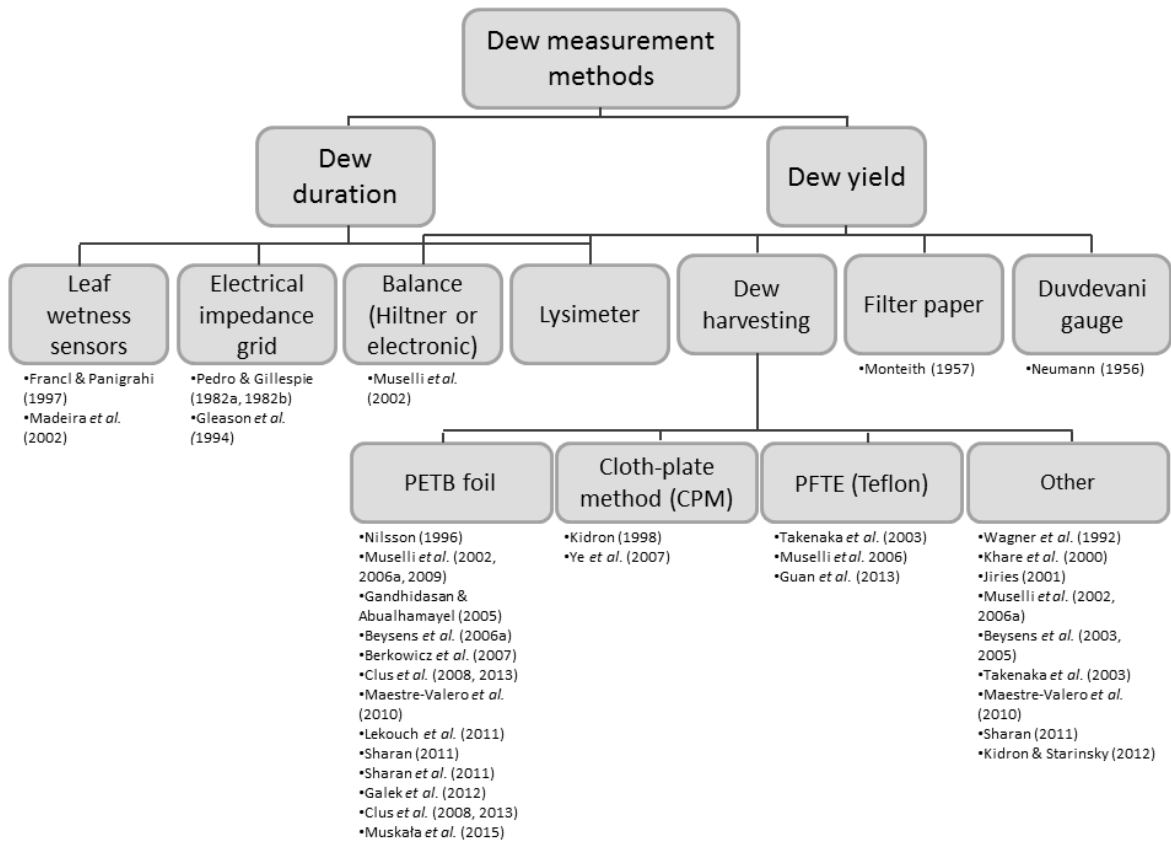 Dew measurement
methods
Dew
duration
Dew yield
Leaf
wetness
sensors
Electrical
impedance
grid
Balance
(Hiltner or
electronic)
Lysimeter
Dew
harvesting
Filter paper
Duvdevani
gauge
•Francl & Panigrahi
(1997)
•Madeira et al.
(2002)
•Pedro & Gillespie
(1982a, 1982b)
•Gleason et al.
(1994)
•Muselli et al.
(2002)
•Monteith (1957)
•Neumann (1956)
PETB foil
Cloth-plate
method (CPM)
PFTE (Teflon)
Other
•Nilsson (1996)
•Muselli et al. (2002,
2006a, 2009)
•Gandhidasan &
Abualhamayel (2005)
•Beysens et al. (2006a)
•Berkowicz et al. (2007)
•Clus et al. (2008, 2013)
•Maestre-Valero et al.
(2010)
•Lekouch et al. (2011)
•Sharan (2011)
•Sharan et al. (2011)
•Galek et al. (2012)
•Clus et al. (2008, 2013)
•Muskała et al. (2015)
•Kidron (1998)
•Ye et al. (2007)
•Takenaka et al. (2003)
•Muselli et al. 2006)
•Guan et al. (2013)
•Wagner et al. (1992)
•Khare et al. (2000)
•Jiries (2001)
•Muselli et al. (2002,
2006a)
•Beysens et al. (2003,
2005)
•Takenaka et al. (2003)
•Maestre-Valero et al.
(2010)
•Sharan (2011)
•Kidron & Starinsky (2012)